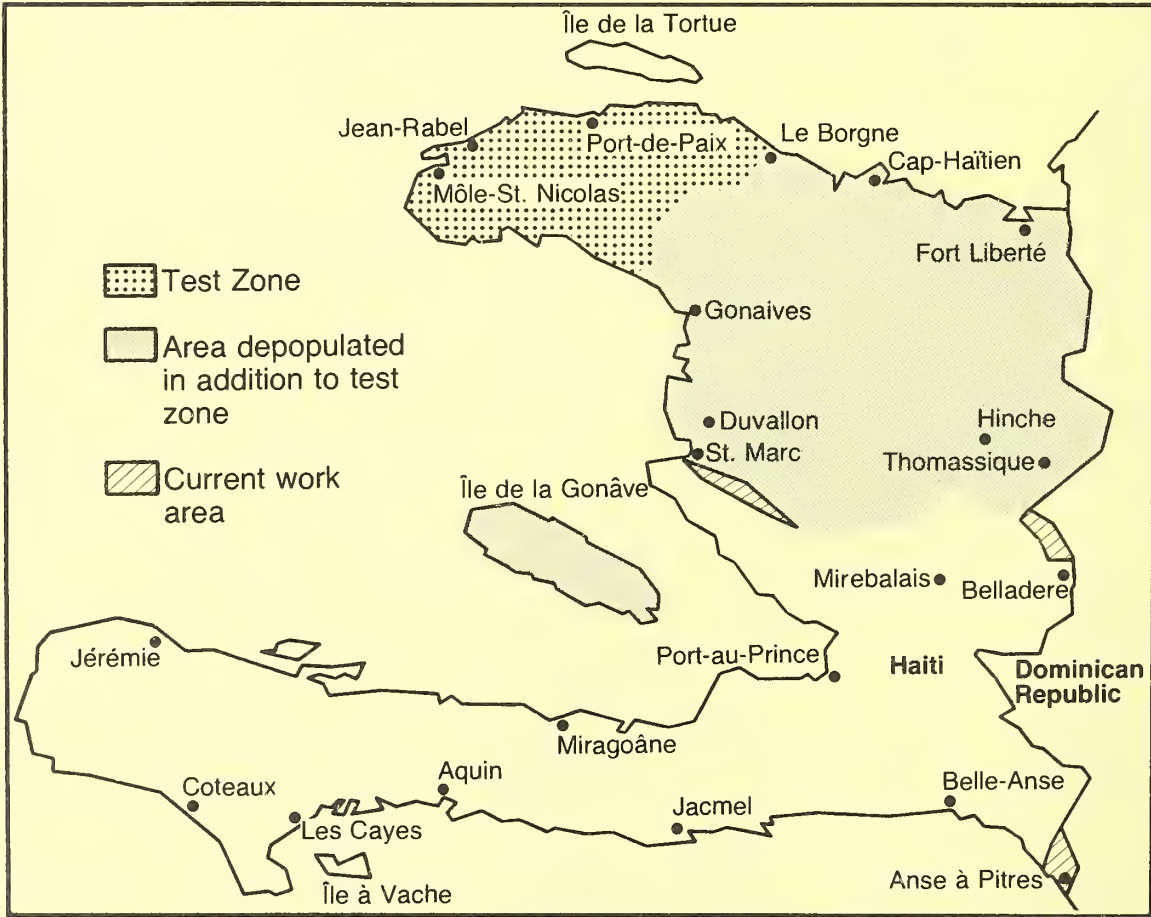 Île de la Tortue
Jean-Rabel
Port-de-Paix
Le Borgne
Cap-Haïtien
Môle-St. Nicolas
Fort Liberté
Test Zone
Gonaives
Area depopulated
in addition to test
zone
Duvallon
Hinche
St. Marc
Thomassique
Current work
area
Île de la Gonâve
Mirebalais
Belladere
Jérémie
Port-au-Prince
Haiti
Dominican
Republic
Miragoâne
Coteaux
Aquin
Belle-Anse
Les Cayes
Jacmel
Île à Vache
Anse à Pitres